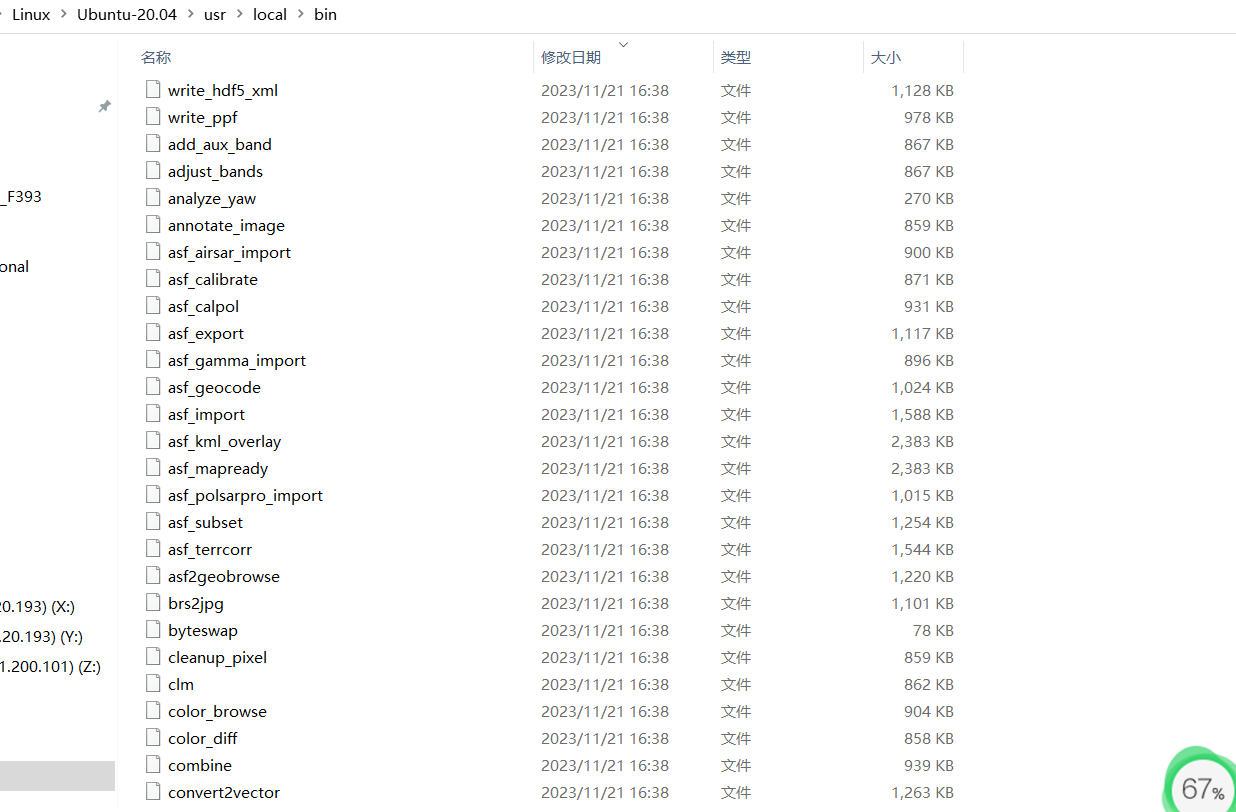 Linux > Ubuntu-20.04 > usr > local > bin
名称 修改日期 类型 大小
write_hdf5_xml 2023/11/21 16:38 文件 1,128 KB
write_ppf 2023/11/21 16:38 文件 978 KB
add_aux_band 2023/11/21 16:38 文件 867 KB
adjust_bands 2023/11/21 16:38 文件 867 KB
_F393
analyze_yaw 2023/11/21 16:38 文件 270 KB
annotate_image 2023/11/21 16:38 文件 859 KB
asf_airsar_import 2023/11/21 16:38 文件 900 KB
onal
asf_calibrate 2023/11/21 16:38 文件 871 KB
asf_calpol 2023/11/21 16:38 文件 931 KB
asf_export 2023/11/21 16:38 文件 1,117 KB
asf_gamma_import 2023/11/21 16:38 文件 896 KB
asf_geocode 2023/11/21 16:38 文件 1,024 KB
asf_import 2023/11/21 16:38 文件 1,588 KB
asf_kml_overlay 2023/11/21 16:38 文件 2,383 KB
asf_mapready 2023/11/21 16:38 文件 2,383 KB
asf_polsarpro_import 2023/11/21 16:38 文件 1,015 KB
asf_subset 2023/11/21 16:38 文件 1,254 KB
asf_terrcorr 2023/11/21 16:38 文件 1,544 KB
asf2geobrowse 2023/11/21 16:38 文件 1,220 KB
20.193) (X:)
brs2jpg 2023/11/21 16:38 文件 1,101 KB
byteswap 2023/11/21 16:38 文件 78 KB
.20.193) (Y:)
cleanup_pixel 2023/11/21 16:38 文件 859 KB
1.200.101) (Z:)
clm 2023/11/21 16:38 文件 862 KB
color_browse 2023/11/21 16:38 文件 904 KB
color_diff 2023/11/21 16:38 文件 858 KB
combine 2023/11/21 16:38 文件 939 KB
convert2vector 2023/11/21 16:38 文件 1,263 KB
67%